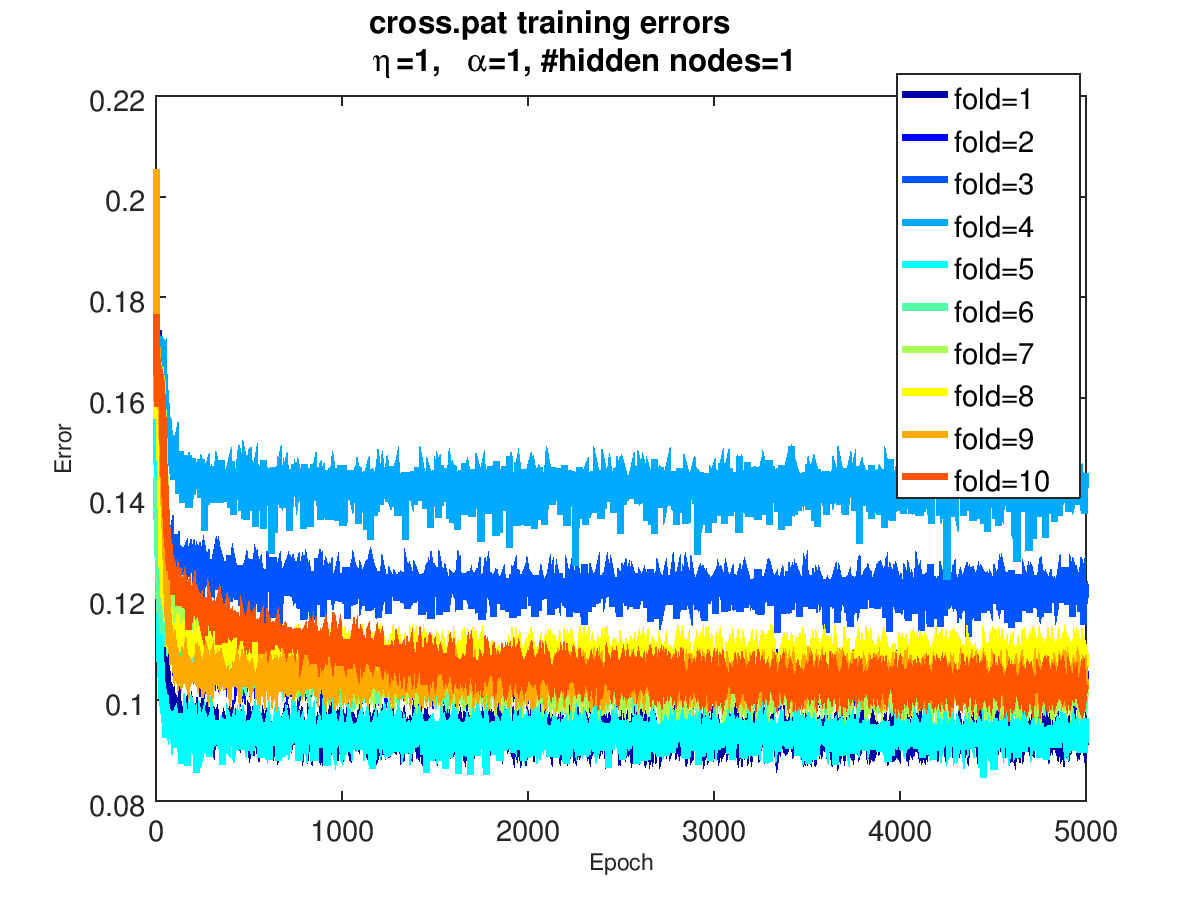 cross.pat training errors
η=1, α=1, #hidden nodes=1
fold=1
fold=2
fold=3
fold=4
fold=5
fold=6
fold=7
fold=8
fold=9
fold=10
0.22
0.2
0.18
0.16
0.14
0.12
0.1
0.08
Error
0 1000 2000 3000 4000 5000
Epoch